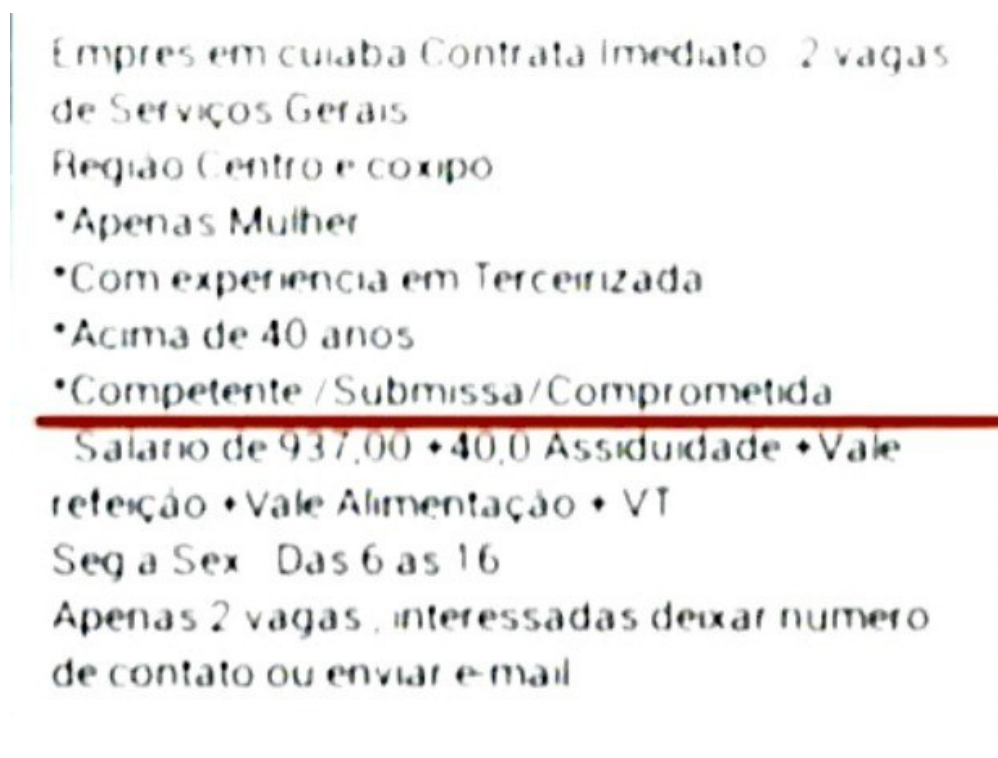 Empres em cuiaba Contrata Imediato 2 vagas
de Serviços Gerais
Região Centro e coxipo
*Apenas Mulher
*Com experiencia em Terceirizada
*Acima de 40 anos
*Competente /Submissa/Comprometida
Salario de 937,00 +40,0 Assiduidade +Vale
refeição +Vale Alimentação + VT
Seg a Sex Das 6 as 16
Apenas 2 vagas , interessadas deixar numero
de contato ou enviar e-mail